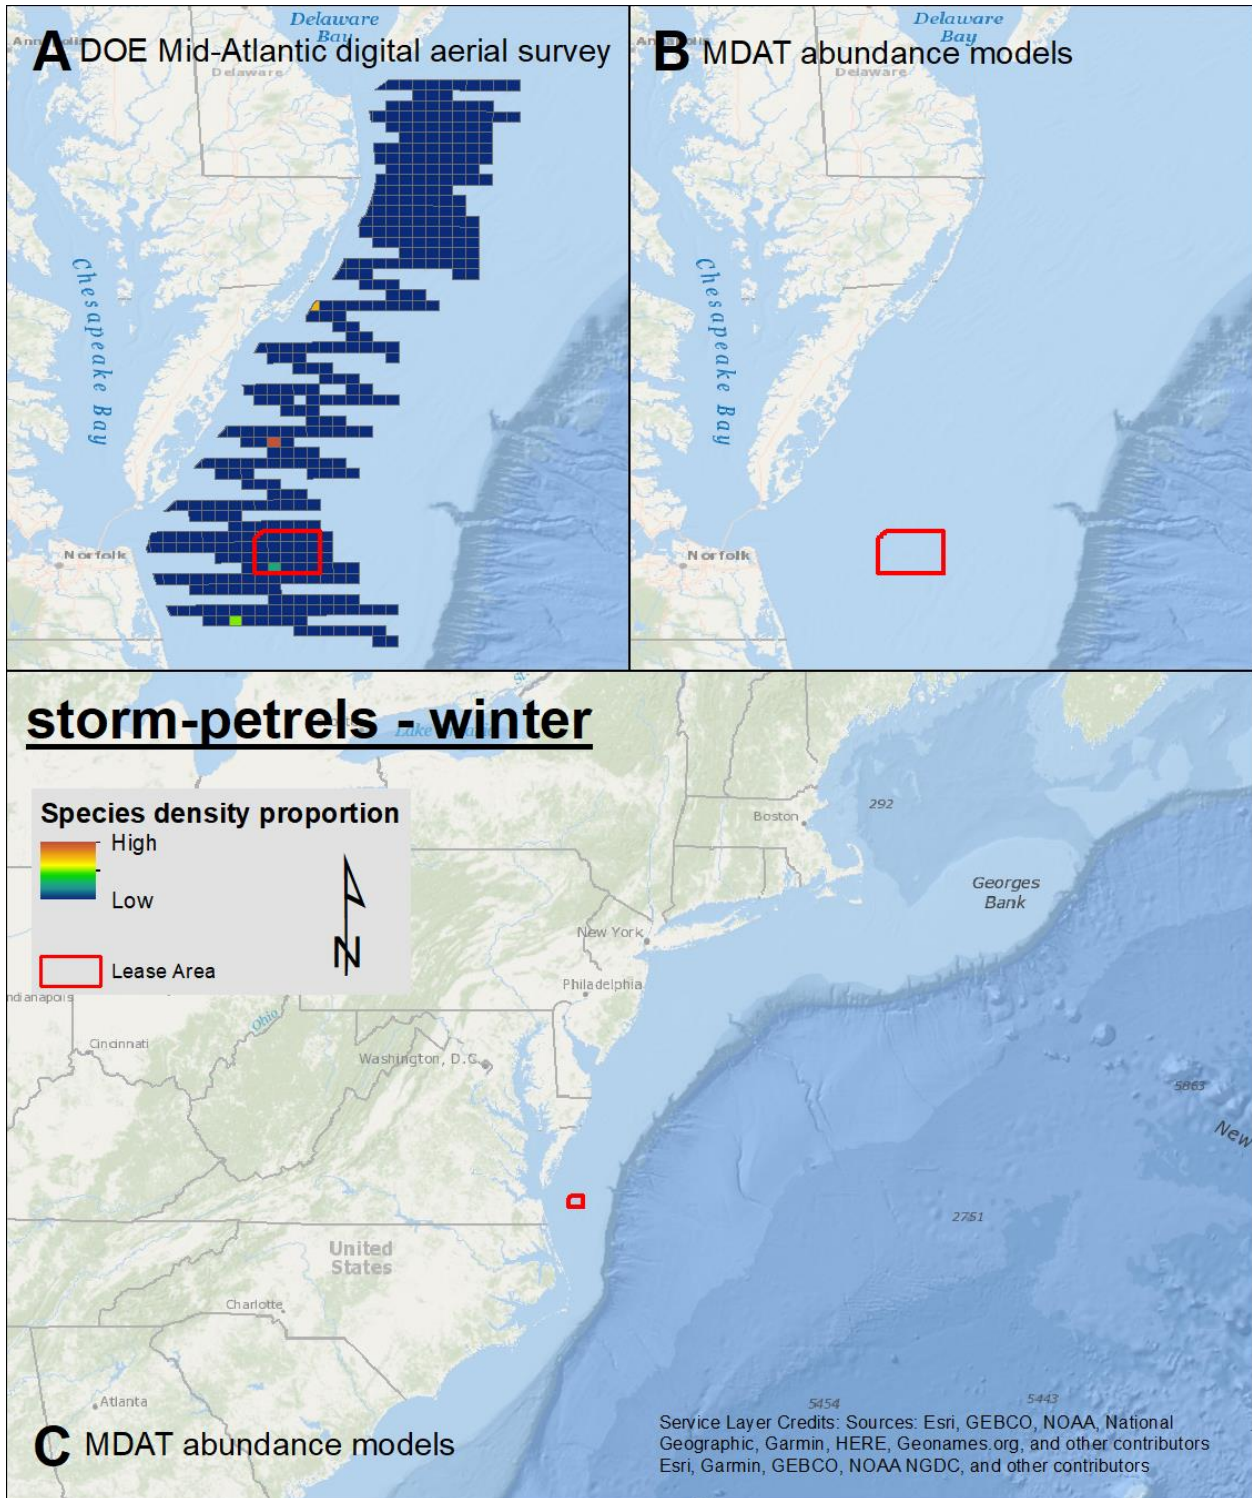 Delaware
Bay
Annapolis
A DOE Mid-Atlantic digital aerial survey
Delaware
Chesapeake Bay
Norfolk
Delaware
Bay
B MDAT abundance models
Delaware
Chesapeake Bay
Norfolk
storm-petrels - winter
Species density proportion
High
Low
N
Lease Area
292
Boston
Georges
Bank
New York
Philadelphia
ndianapolis
Ohio
Cincinnati
Washington, D.C.
5863
New
2751
United
States
Charlotte
Atlanta
5454
5443
C MDAT abundance models
Service Layer Credits: Sources: Esri, GEBCO, NOAA, National
Geographic, Garmin, HERE, Geonames.org, and other contributors
Esri, Garmin, GEBCO, NOAA NGDC, and other contributors